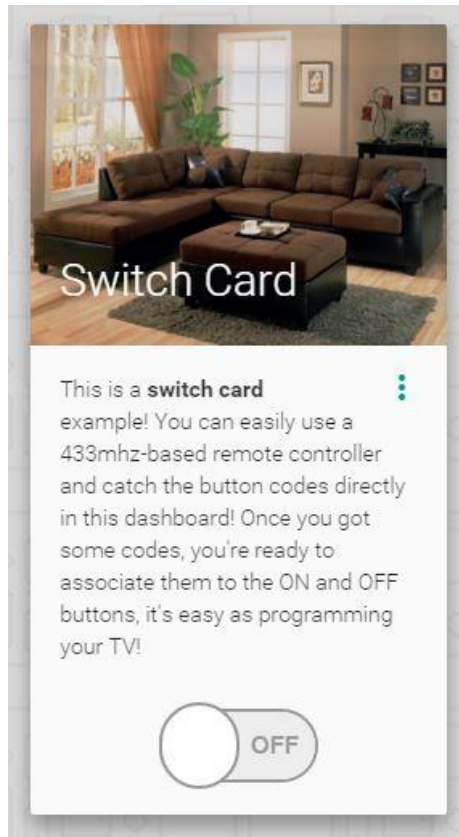 Switch Card
This is a switch card
example! You can easily use a
433mhz-based remote controller
and catch the button codes directly
in this dashboard! Once you got
some codes, you're ready to
associate them to the ON and OFF
buttons, it's easy as programming
your TV!
OFF